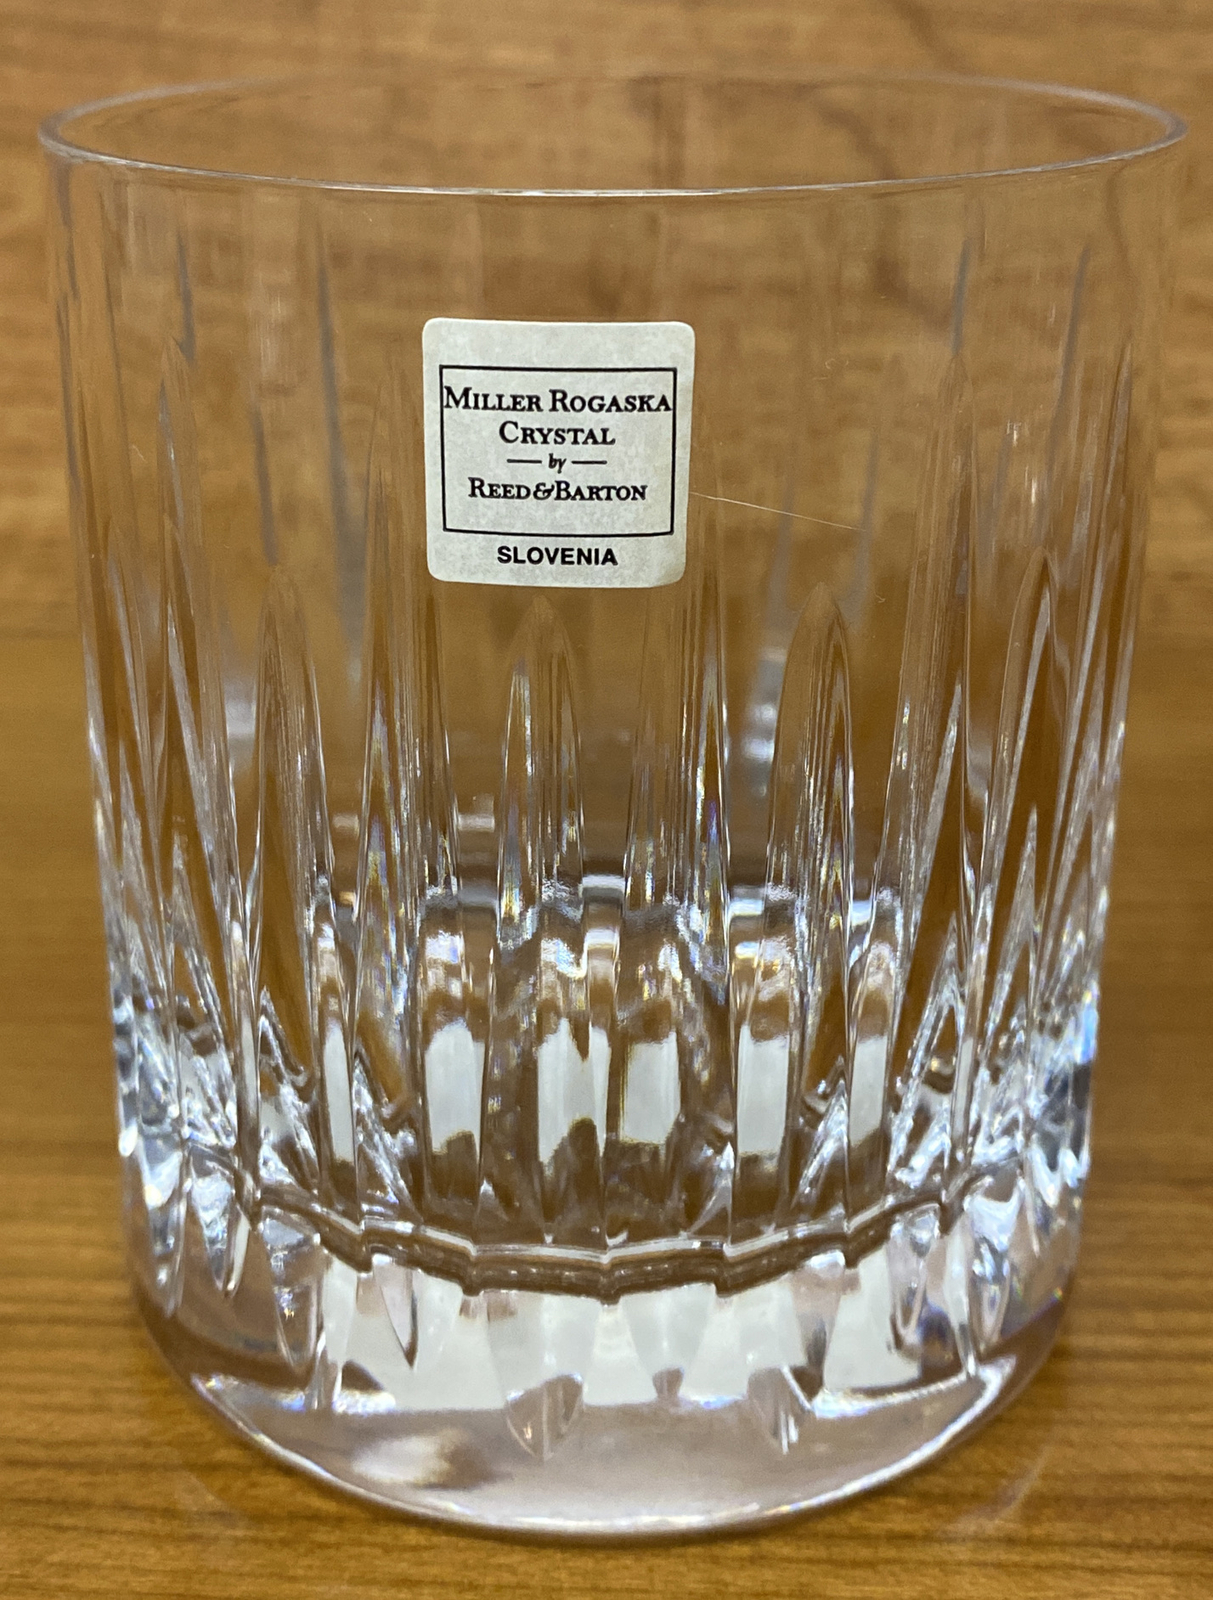 MILLER ROGASKA
CRYSTAL
— by —
REED & BARTON
SLOVENIA